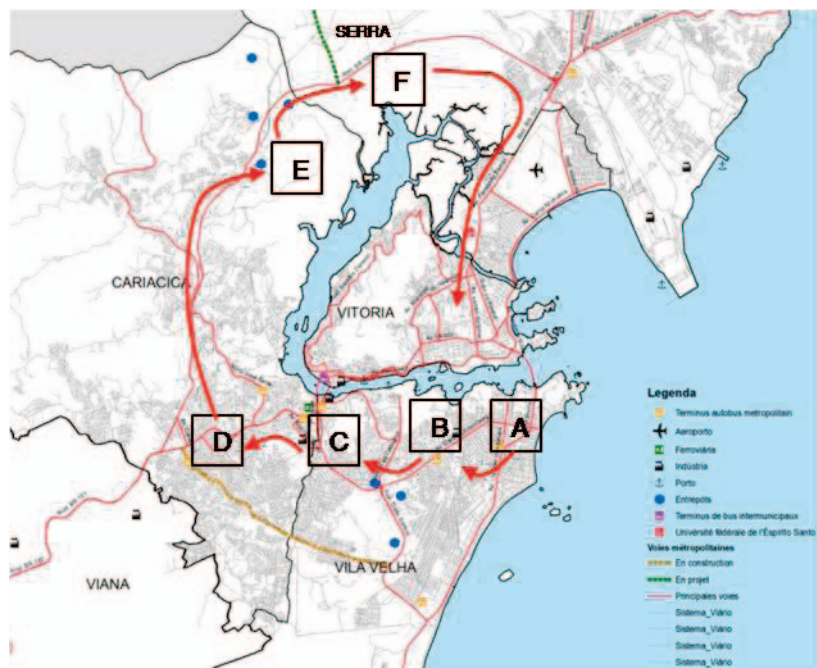 SERRA
F
E
CARIACICA
VITORIA
D
C
B
A
VIANA
VILA VELHA
Legenda
Terminus autobus metropolitain
Aeroporto
Ferroviária
Indústria
Porto
Entrepôts
Terminus de bus intermunicipaux
Université fédérale de l'Éspirito Santo
Voies métropolitaines
En construction
En projet
Principales voies
Sistema_Viário
Sistema_Viário
Sistema_Viário
Sistema_Viário